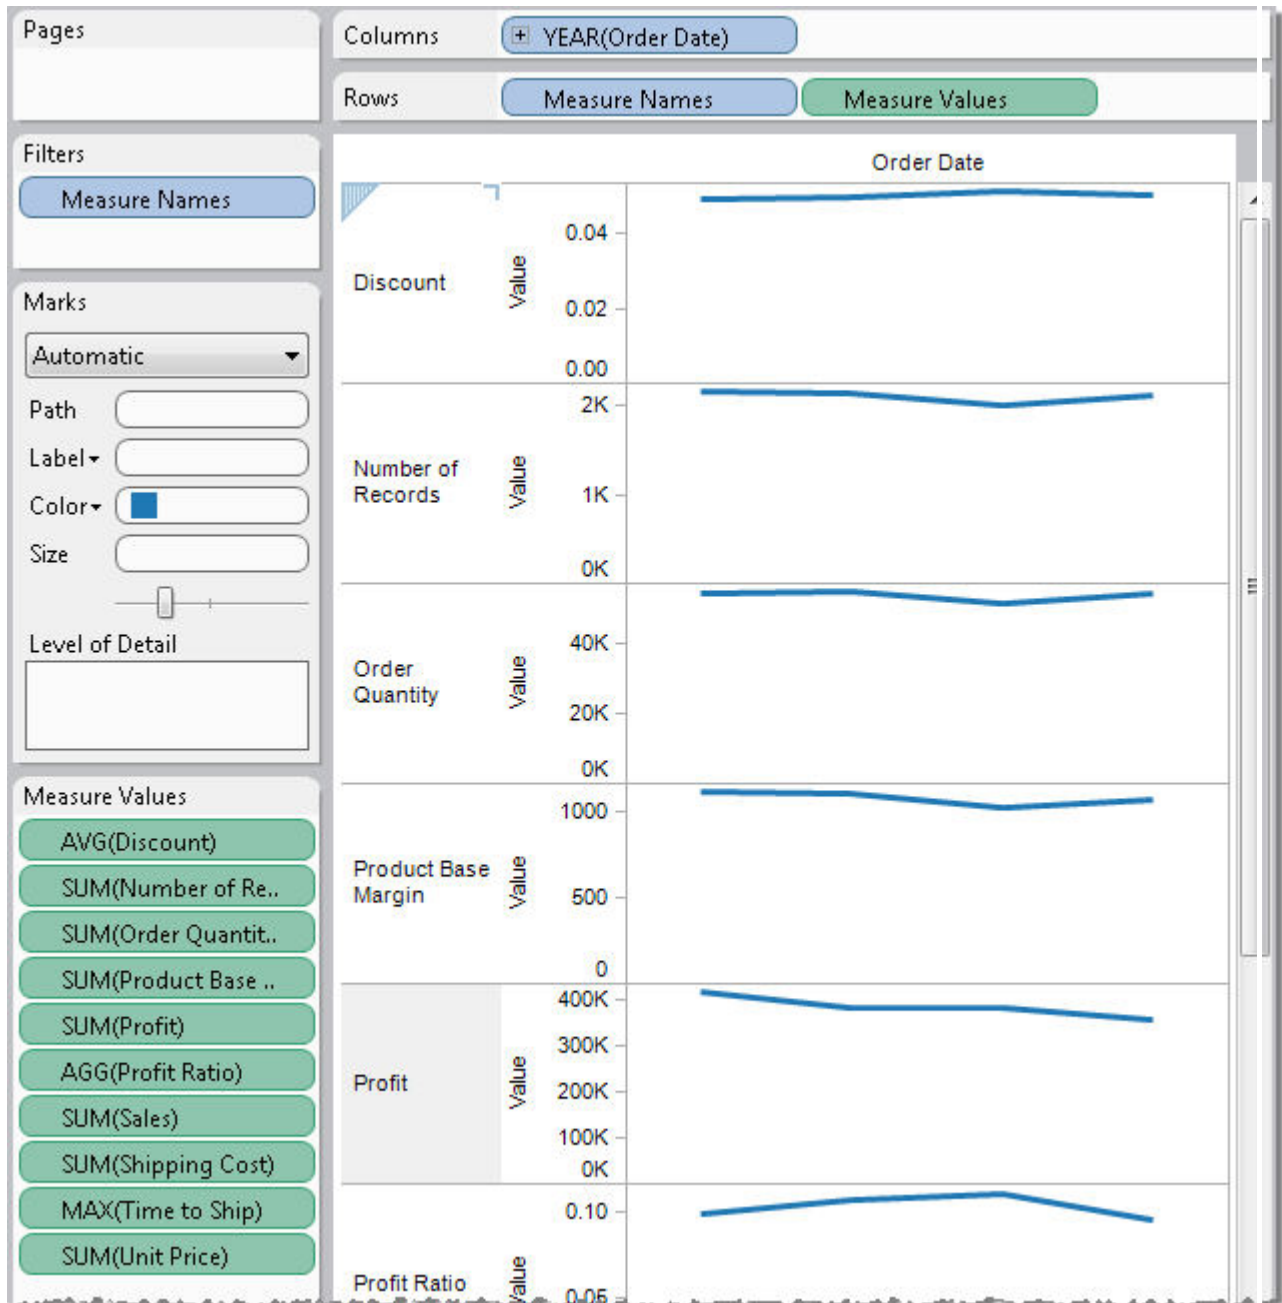 Pages
Columns
YEAR(Order Date)
Rows
Measure Names
Measure Values
Filters
Measure Names
Marks
Automatic
Path
Label
Color
Size
Level of Detail
Measure Values
AVG(Discount)
SUM(Number of Re..
SUM(Order Quantit..
SUM(Product Base ..
SUM(Profit)
AGG(Profit Ratio)
SUM(Sales)
SUM(Shipping Cost)
MAX(Time to Ship)
SUM(Unit Price)
Order Date
Discount
Value
0.04
0.02
0.00
Number of
Records
Value
2K
1K
0K
Order
Quantity
Value
40K
20K
0K
Product Base
Margin
Value
1000
500
0
Profit
Value
400K
300K
200K
100K
0K
Profit Ratio
Value
0.10
0.05